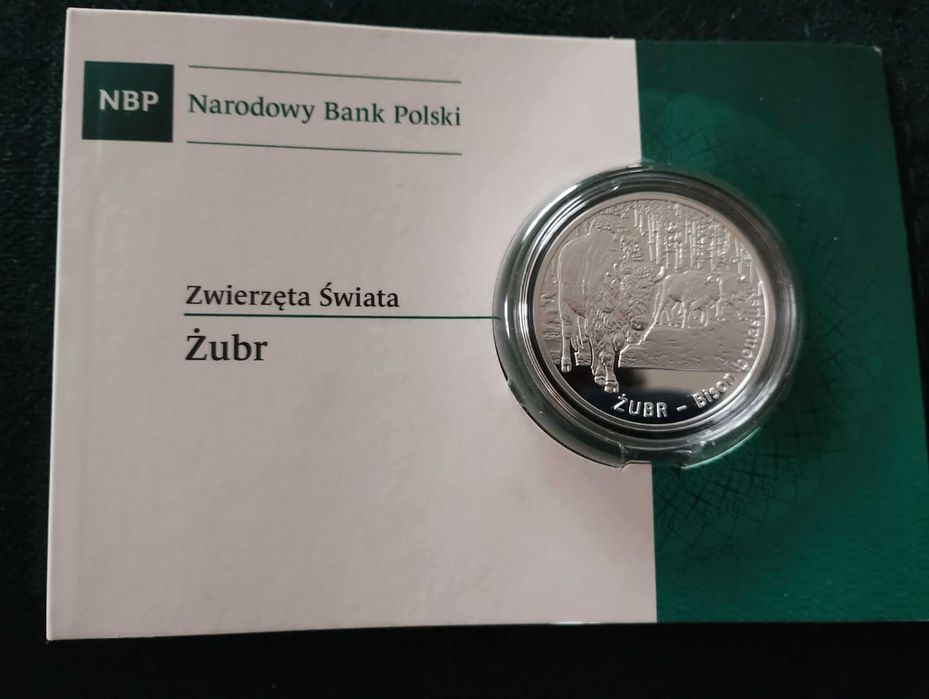 NBP
Narodowy Bank Polski
Zwierzęta Świata
Żubr
ŻUBR – Bison bonasus